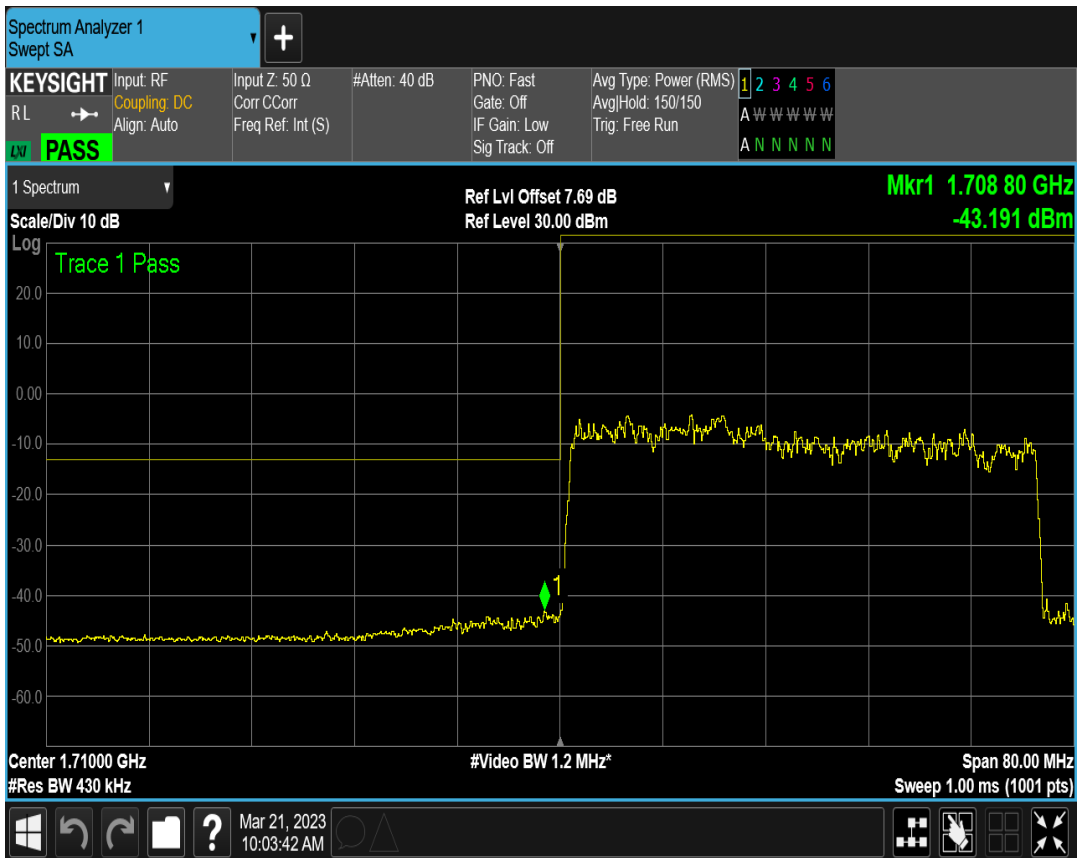 Spectrum Analyzer 1
Swept SA
+
KEYSIGHT
R L
LXI PASS
Input: RF
Coupling: DC
Align: Auto
Input Z: 50 Ω
Corr CCorr
Freq Ref: Int (S)
#Atten: 40 dB
PNO: Fast
Gate: Off
IF Gain: Low
Sig Track: Off
Avg Type: Power (RMS)
Avg|Hold: 150/150
Trig: Free Run
1 2 3 4 5 6
A W W W W W
A N N N N N
1 Spectrum
Scale/Div 10 dB
Log
Ref Lvl Offset 7.69 dB
Ref Level 30.00 dBm
Mkr1 1.708 80 GHz
-43.191 dBm
Trace 1 Pass
20.0
10.0
0.00
-10.0
-20.0
-30.0
-40.0
-50.0
-60.0
1
Center 1.71000 GHz
#Res BW 430 kHz
#Video BW 1.2 MHz*
Span 80.00 MHz
Sweep 1.00 ms (1001 pts)
?
Mar 21, 2023
10:03:42 AM